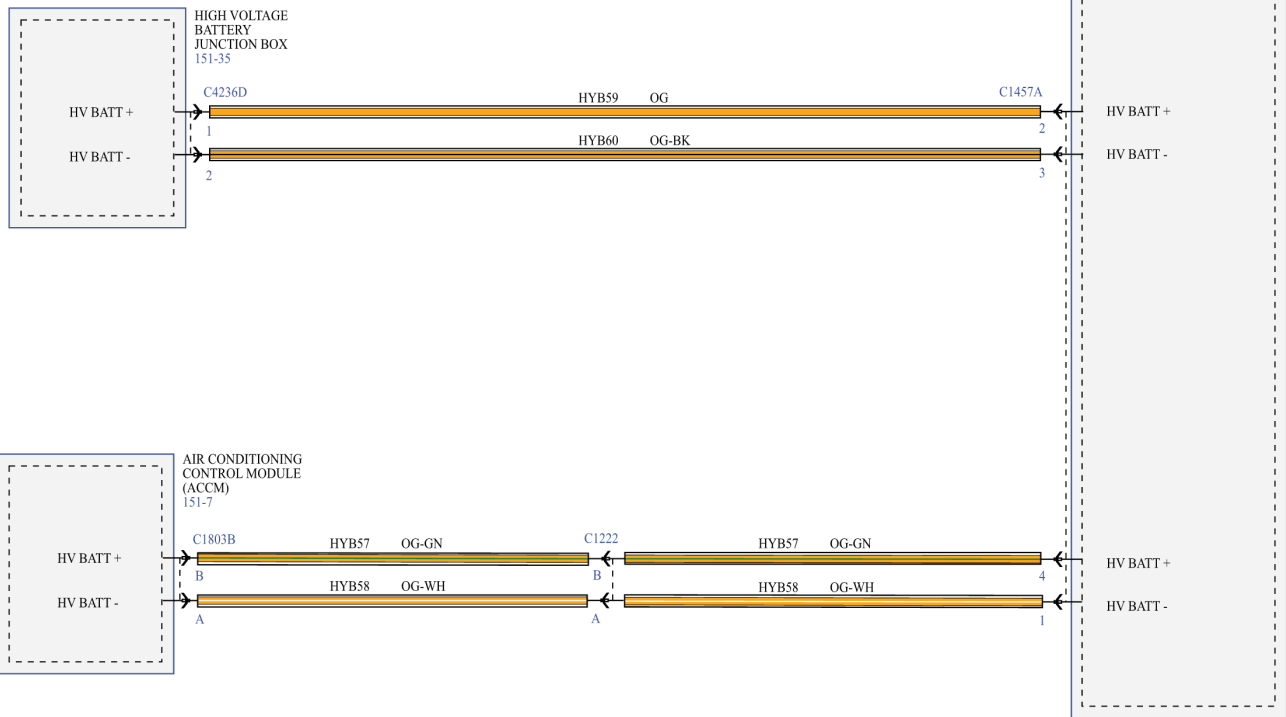 HIGH VOLTAGE
BATTERY
JUNCTION BOX
151-35
C4236D
HYB59 OG
C1457A
HV BATT +
1
2
HV BATT +
HYB60 OG-BK
HV BATT -
2
3
HV BATT -
AIR CONDITIONING
CONTROL MODULE
(ACCM)
151-7
C1803B
HYB57 OG-GN
C1222
HYB57 OG-GN
HV BATT +
B
B
4
HV BATT +
HYB58 OG-WH
HYB58 OG-WH
HV BATT -
A
A
1
HV BATT -